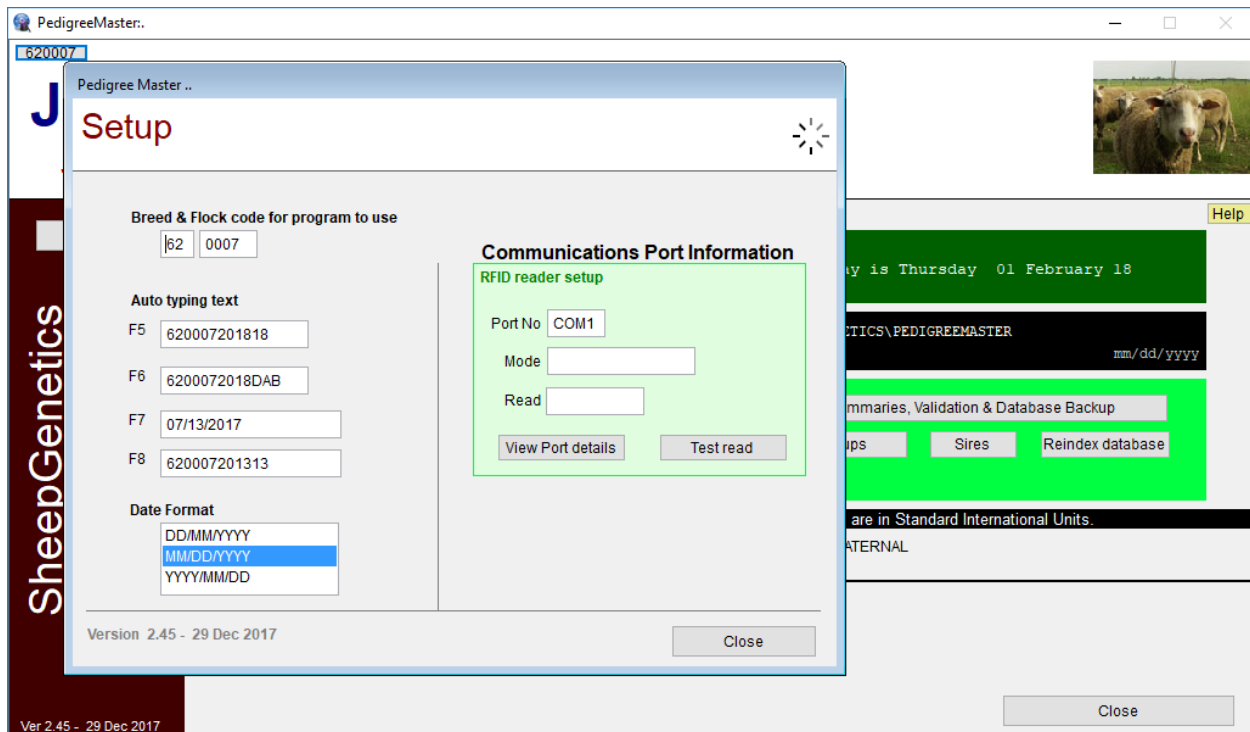 PedigreeMaster:.
620007
J
Pedigree Master ..
Setup
Breed & Flock code for program to use
62 0007
Auto typing text
F5 620007201818
F6 6200072018DAB
F7 07/13/2017
F8 620007201313
Date Format
DD/MM/YYYY
MM/DD/YYYY
YYYY/MM/DD
Communications Port Information
RFID reader setup
Port No COM1
Mode
Read
View Port details Test read
Version 2.45 - 29 Dec 2017
Close
Help
ay is Thursday 01 February 18
ETICS\PEDIGREEMASTER
mm/dd/yyyy
mmaries, Validation & Database Backup
ups Sires Reindex database
are in Standard International Units.
ATERNAL
SheepGenetics
Close
Ver 2.45 - 29 Dec 2017